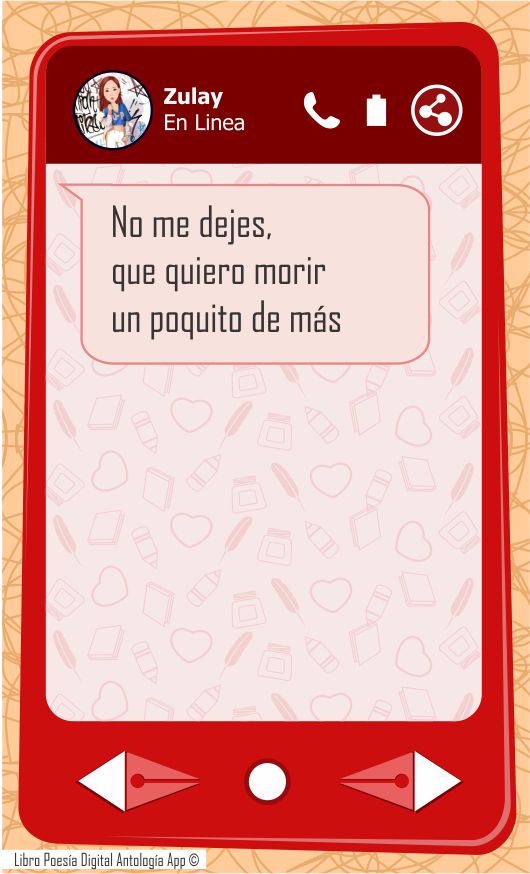 Zulay
En Linea
No me dejes,
que quiero morir
un poquito de más
Libro Poesía Digital Antología App ©